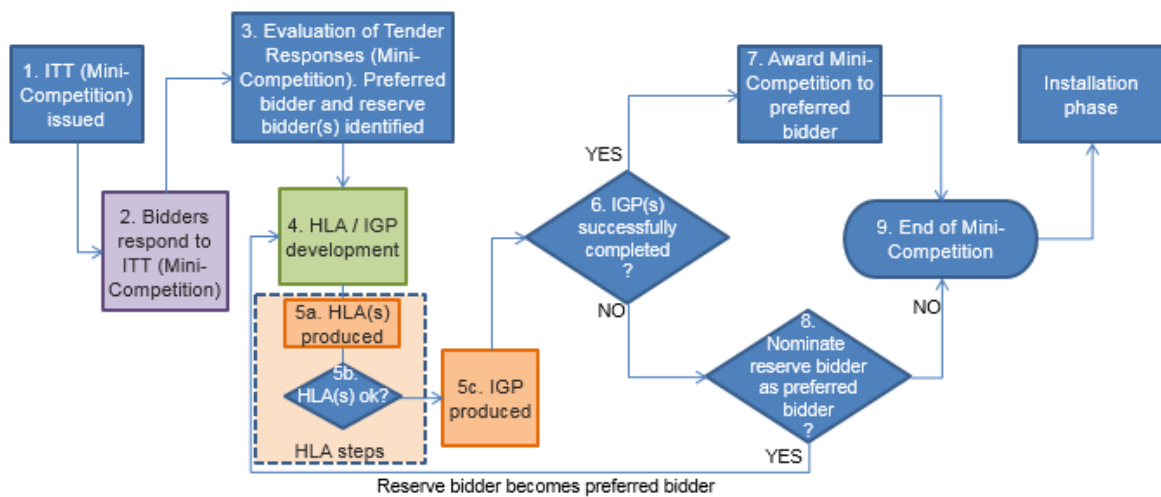 1. ITT (Mini-
Competition)
issued
2. Bidders
respond to
ITT (Mini-
Competition)
3. Evaluation of Tender
Responses (Mini-
Competition). Preferred
bidder and reserve
bidder(s) identified
4. HLA / IGP
development
5a. HLA(s)
produced
5b.
HLA(s) ok?
HLA steps
5c. IGP
produced
6. IGP(s)
successfully
completed
?
YES
NO
7. Award Mini-
Competition to
preferred
bidder
8.
Nominate
reserve bidder
as preferred
bidder
?
YES
NO
Reserve bidder becomes preferred bidder
9. End of Mini-
Competition
Installation
phase